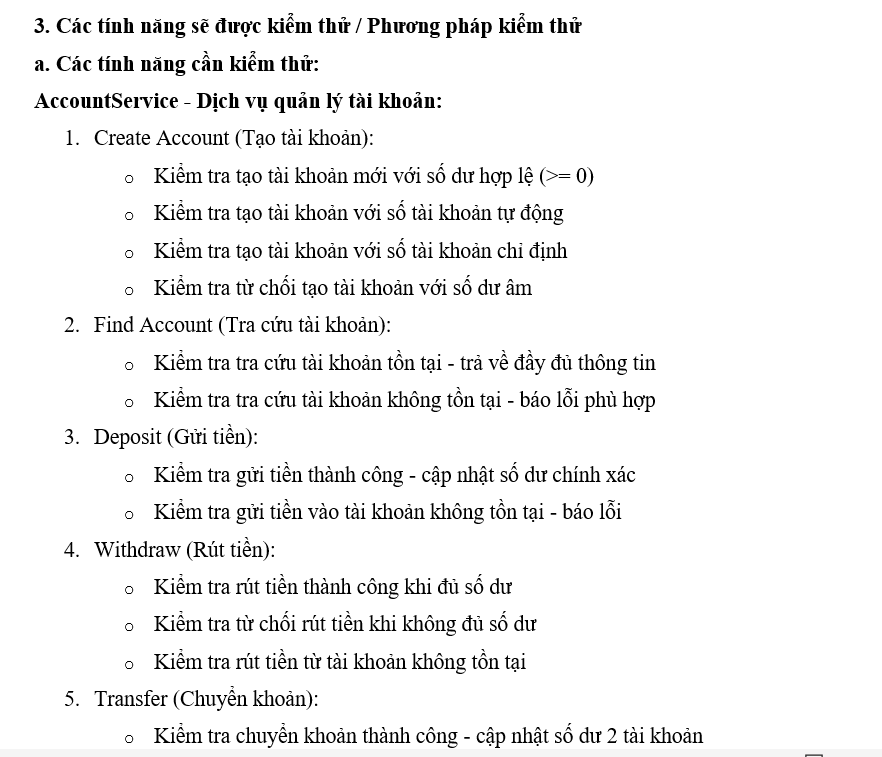 3. Các tính năng sẽ được kiểm thử / Phương pháp kiểm thử
a. Các tính năng cần kiểm thử:
AccountService - Dịch vụ quản lý tài khoản:
1. Create Account (Tạo tài khoản):
o Kiểm tra tạo tài khoản mới với số dư hợp lệ (>= 0)
o Kiểm tra tạo tài khoản với số tài khoản tự động
o Kiểm tra tạo tài khoản với số tài khoản chỉ định
o Kiểm tra từ chối tạo tài khoản với số dư âm
2. Find Account (Tra cứu tài khoản):
o Kiểm tra tra cứu tài khoản tồn tại - trả về đầy đủ thông tin
o Kiểm tra tra cứu tài khoản không tồn tại - báo lỗi phù hợp
3. Deposit (Gửi tiền):
o Kiểm tra gửi tiền thành công - cập nhật số dư chính xác
o Kiểm tra gửi tiền vào tài khoản không tồn tại - báo lỗi
4. Withdraw (Rút tiền):
o Kiểm tra rút tiền thành công khi đủ số dư
o Kiểm tra từ chối rút tiền khi không đủ số dư
o Kiểm tra rút tiền từ tài khoản không tồn tại
5. Transfer (Chuyển khoản):
o Kiểm tra chuyển khoản thành công - cập nhật số dư 2 tài khoản